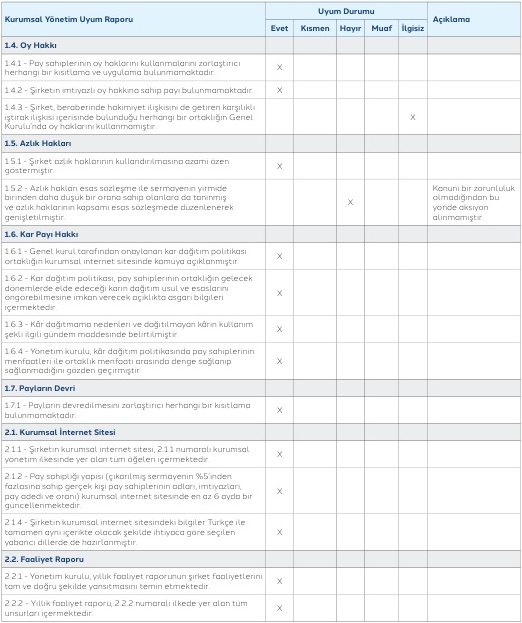 Kurumsal Yönetim Uyum Raporu
Uyum Durumu
Açıklama
Evet Kısmen Hayır Muaf İlgisiz
1.4. Oy Hakkı
1.4.1 - Pay sahiplerinin oy haklarını kullanmalarını zorlaştırıcı
herhangi bir kısıtlama ve uygulama bulunmamaktadır.
X
1.4.2 - Şirketin imtiyazlı oy hakkına sahip payı bulunmamaktadır.
X
1.4.3 - Şirket, beraberinde hakimiyet ilişkisini de getiren karşılıklı
iştirak ilişkisi içerisinde bulunduğu herhangi bir ortaklığın Genel
Kurulu'nda oy haklarını kullanmamıştır.
X
1.5. Azlık Hakları
1.5.1 - Şirket azlık haklarının kullandırılmasına azami özen
göstermiştir.
X
1.5.2 - Azlık hakları esas sözleşme ile sermayenin yirmide
birinden daha düşük bir orana sahip olanlara da tanınmış
ve azlık haklarının kapsamı esas sözleşmede düzenlenerek
genişletilmiştir.
X
Kanuni bir zorunluluk
olmadığından bu
yönde aksiyon
alınmamıştır.
1.6. Kar Payı Hakkı
1.6.1 - Genel kurul tarafından onaylanan kar dağıtım politikası
ortaklığın kurumsal internet sitesinde kamuya açıklanmıştır.
X
1.6.2 - Kar dağıtım politikası, pay sahiplerinin ortaklığın gelecek
dönemlerde elde edeceği karın dağıtım usul ve esaslarını
öngörebilmesine imkan verecek açıklıkta asgari bilgileri
içermektedir.
X
1.6.3 - Kâr dağıtmama nedenleri ve dağıtılmayan kârın kullanım
şekli ilgili gündem maddesinde belirtilmiştir.
X
1.6.4 - Yönetim kurulu, kâr dağıtım politikasında pay sahiplerinin
menfaatleri ile ortaklık menfaati arasında denge sağlanıp
sağlanmadığını gözden geçirmiştir.
X
1.7. Payların Devri
1.7.1 - Payların devredilmesini zorlaştırıcı herhangi bir kısıtlama
bulunmamaktadır.
X
2.1. Kurumsal İnternet Sitesi
2.1.1 - Şirketin kurumsal internet sitesi, 2.1.1 numaralı kurumsal
yönetim ilkesinde yer alan tüm öğeleri içermektedir.
X
2.1.2 - Pay sahipliği yapısı (çıkarılmış sermayenin %5'inden
fazlasına sahip gerçek kişi pay sahiplerinin adları, imtiyazları,
pay adedi ve oranı) kurumsal internet sitesinde en az 6 ayda bir
güncellenmektedir.
X
2.1.4 - Şirketin kurumsal internet sitesindeki bilgiler Türkçe ile
tamamen aynı içerikte olacak şekilde ihtiyaca göre seçilen
yabancı dillerde de hazırlanmıştır.
X
2.2. Faaliyet Raporu
2.2.1 - Yönetim kurulu, yıllık faaliyet raporunun şirket faaliyetlerini
tam ve doğru şekilde yansıtmasını temin etmektedir.
X
2.2.2 - Yıllık faaliyet raporu, 2.2.2 numaralı ilkede yer alan tüm
unsurları içermektedir.
X